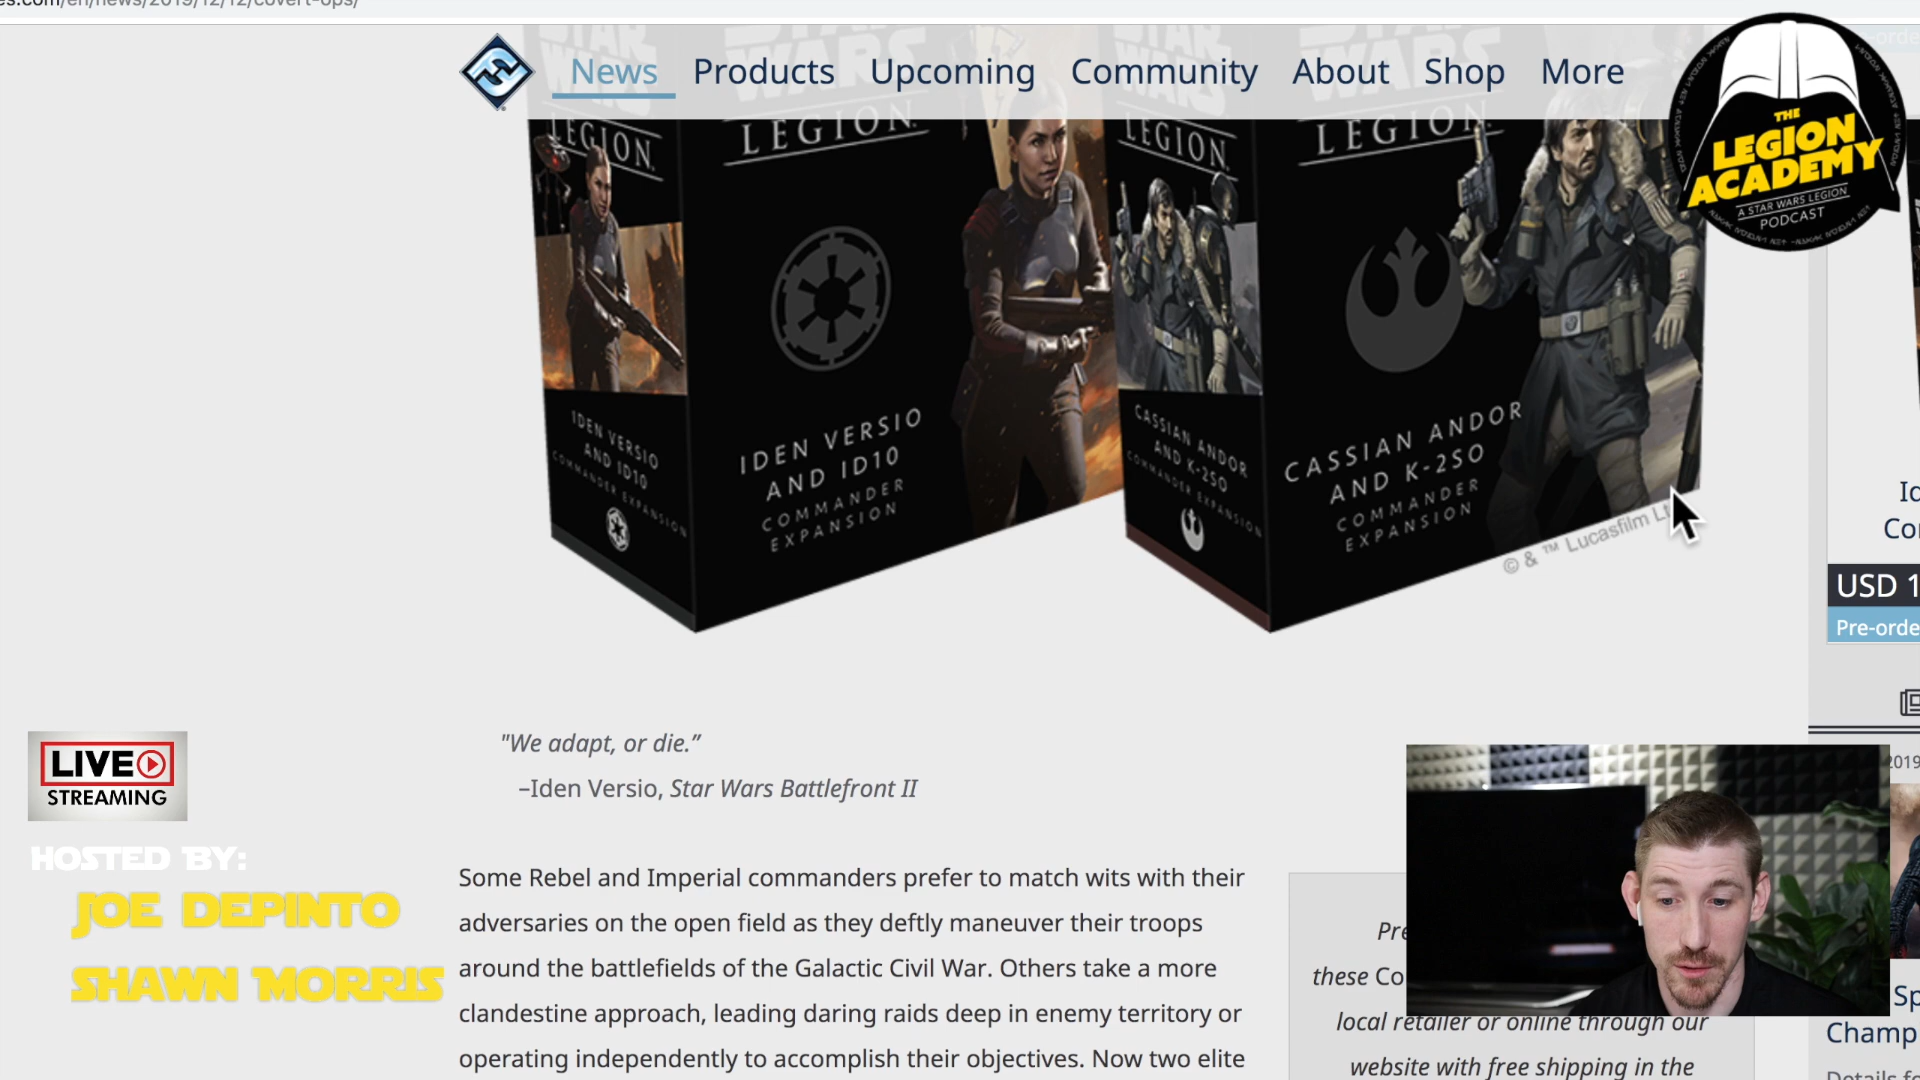 es.com/en/news/2019/12/12/covert-ops/
News Products Upcoming Community About Shop More
THE
LEGION
ACADEMY
A STAR WARS LEGION
PODCAST
STAR
WARS
LEGION
STAR
WARS
LEGION
STAR
WARS
LEGION
STAR
WARS
LEGION
IDEN VERSIO
AND ID10
COMMANDER EXPANSION
IDEN VERSIO
AND ID10
COMMANDER
EXPANSION
CASSIAN ANDOR
AND K-2SO
COMMANDER EXPANSION
CASSIAN ANDOR
AND K-2SO
COMMANDER
EXPANSION
© & ™ Lucasfilm Lt
USD 1
Pre-orde
"We adapt, or die.”
–Iden Versio, Star Wars Battlefront II
LIVE
STREAMING
HOSTED BY:
JOE DEPINTO
SHAWN MORRIS
Some Rebel and Imperial commanders prefer to match wits with their
adversaries on the open field as they deftly maneuver their troops
around the battlefields of the Galactic Civil War. Others take a more
clandestine approach, leading daring raids deep in enemy territory or
operating independently to accomplish their objectives. Now two elite
Pre
these Co
local retailer or online through our
website with free shipping in the
Id
Co
2019
Sp
Champ
Details fo